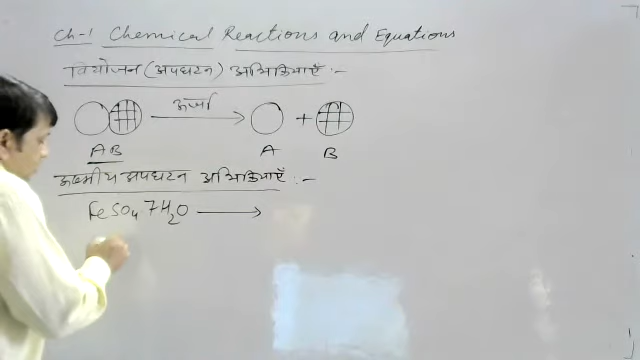 Ch-1 Chemical Reactions and Equations
वियोजन (अपघटन) अभिक्रियाएँ :-
ऊर्जा
+
AB A B
ऊष्मीय अपघटन अभिक्रियाएँ :-
FeSO₄ 7H₂O ⟶